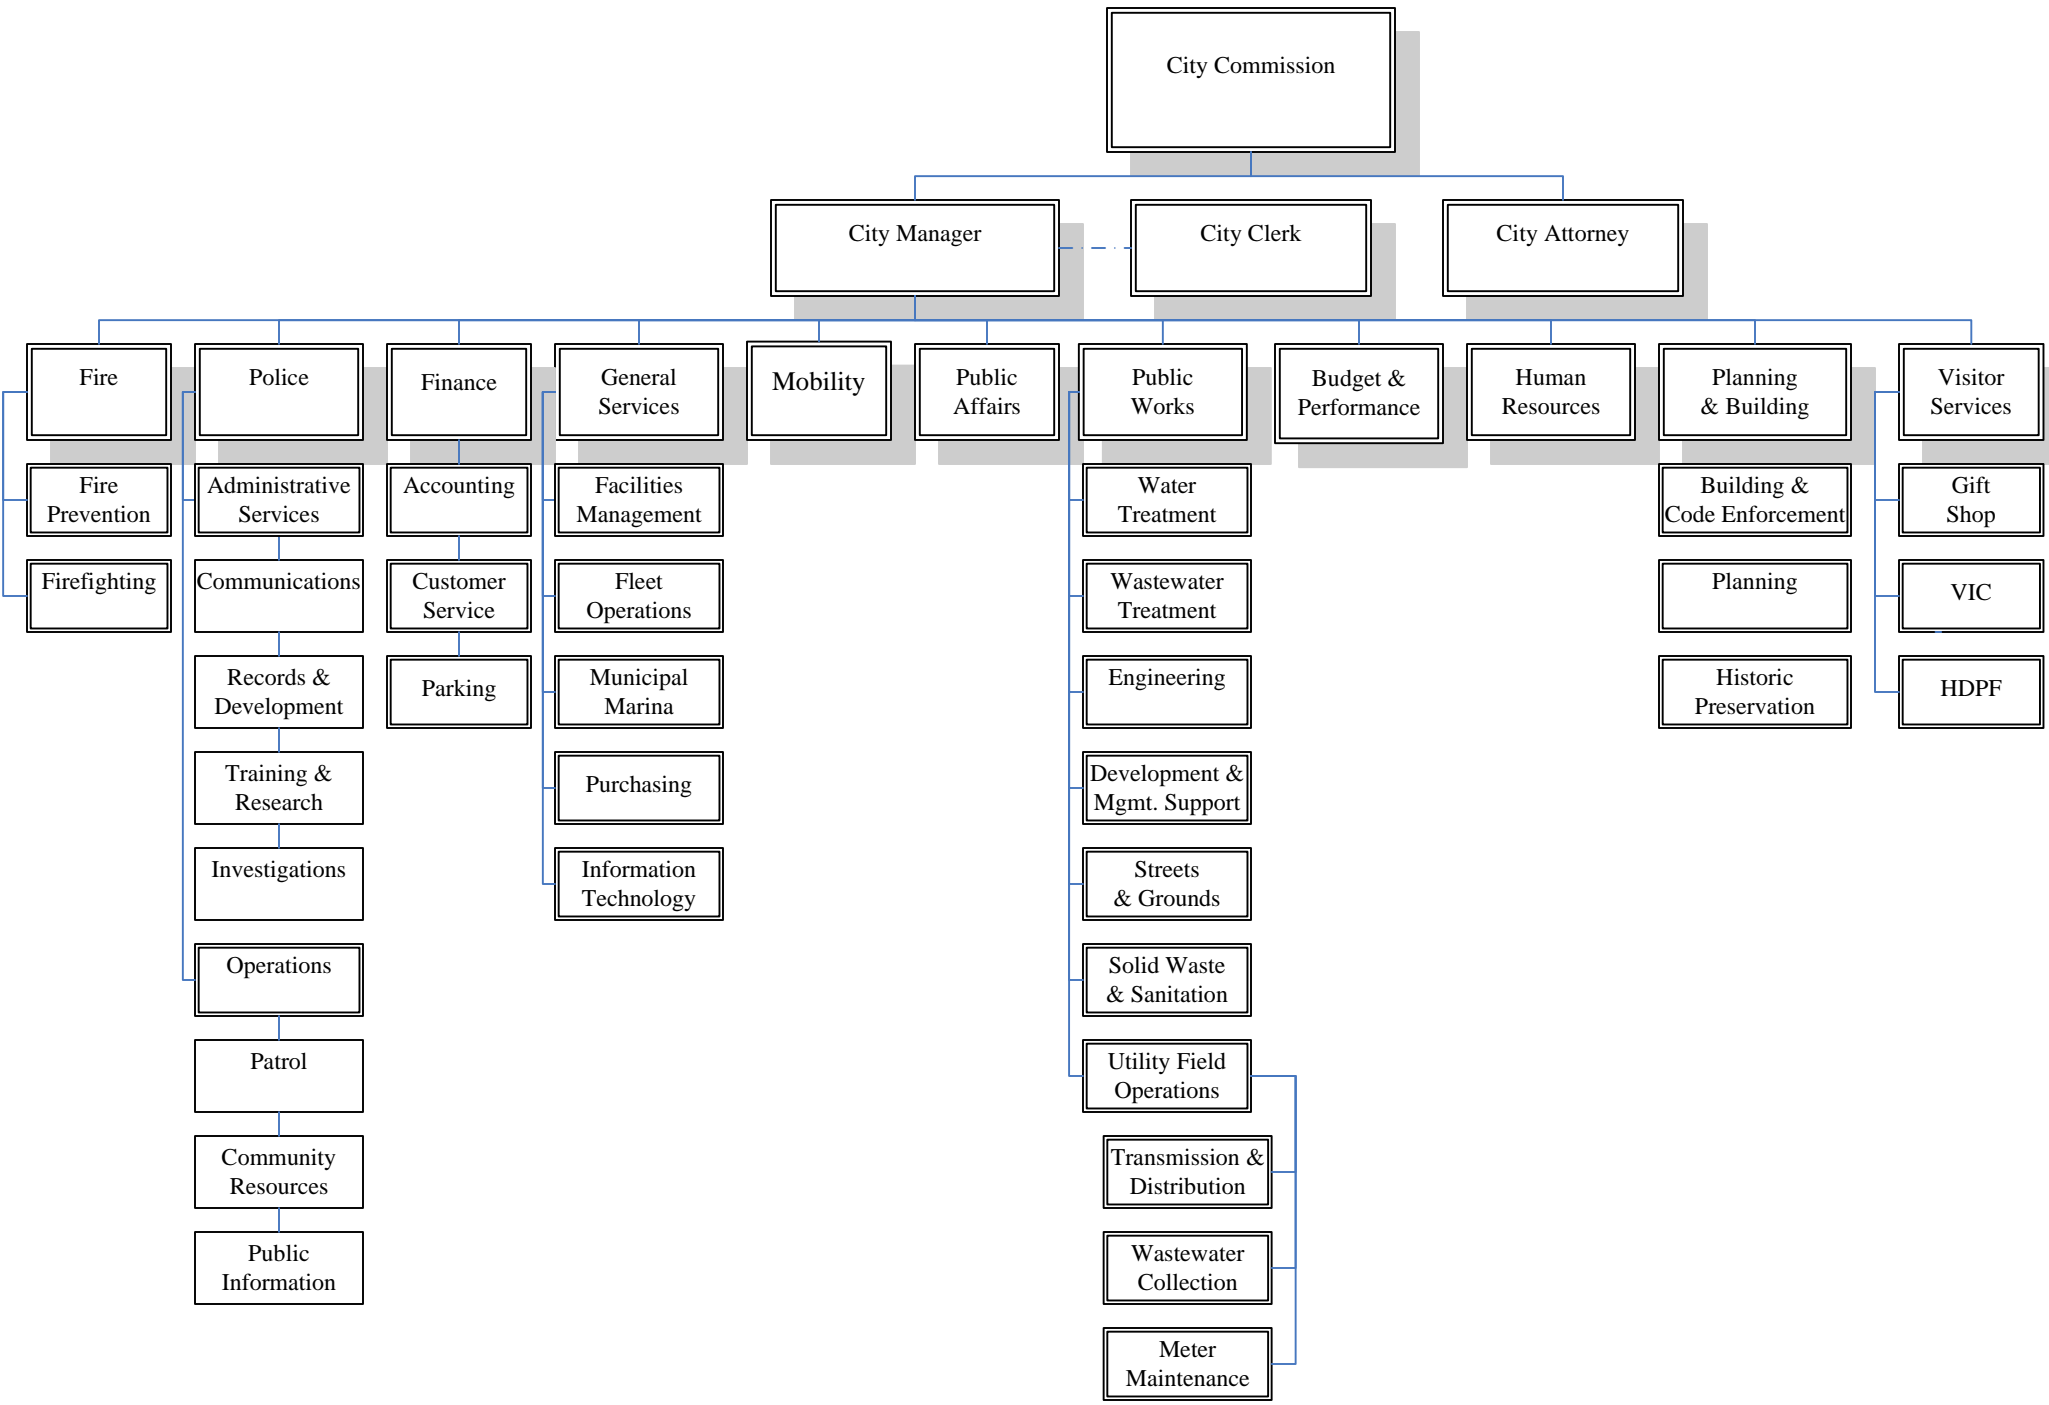 City Commission
City Manager
City Clerk
City Attorney
Fire
Police
Finance
General
Services
Mobility
Public
Affairs
Public
Works
Budget &
Performance
Human
Resources
Planning
& Building
Visitor
Services
Fire
Prevention
Administrative
Services
Accounting
Facilities
Management
Water
Treatment
Building &
Code Enforcement
Gift
Shop
Firefighting
Communications
Customer
Service
Fleet
Operations
Wastewater
Treatment
Planning
VIC
Records &
Development
Parking
Municipal
Marina
Engineering
Historic
Preservation
HDPF
Training &
Research
Purchasing
Development &
Mgmt. Support
Investigations
Information
Technology
Streets
& Grounds
Operations
Solid Waste
& Sanitation
Patrol
Utility Field
Operations
Community
Resources
Transmission &
Distribution
Public
Information
Wastewater
Collection
Meter
Maintenance